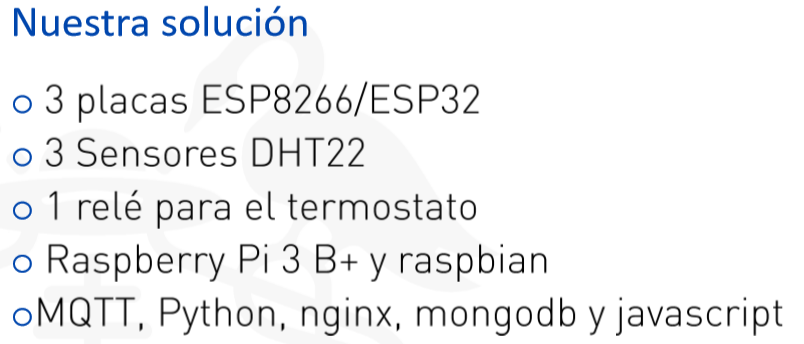 Nuestra solución
o 3 placas ESP8266/ESP32
o 3 Sensores DHT22
o 1 relé para el termostato
o Raspberry Pi 3 B+ y raspbian
oMQTT, Python, nginx, mongodb y javascript